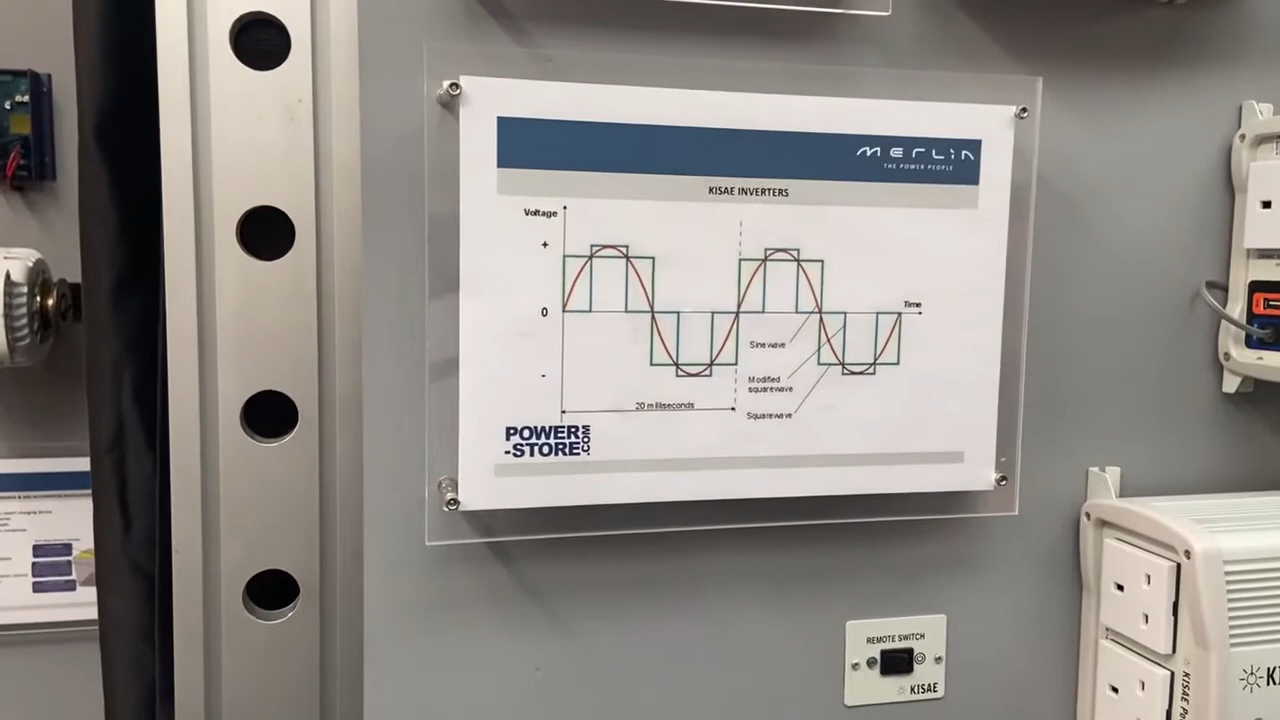 MERLIN
THE POWER PEOPLE
KISAE INVERTERS
Voltage
+
0
-
Time
Sine wave
Modified
squarewave
Squarewave
20 milliseconds
POWER
-STORE.COM
REMOTE SWITCH
KISAE
KISAE